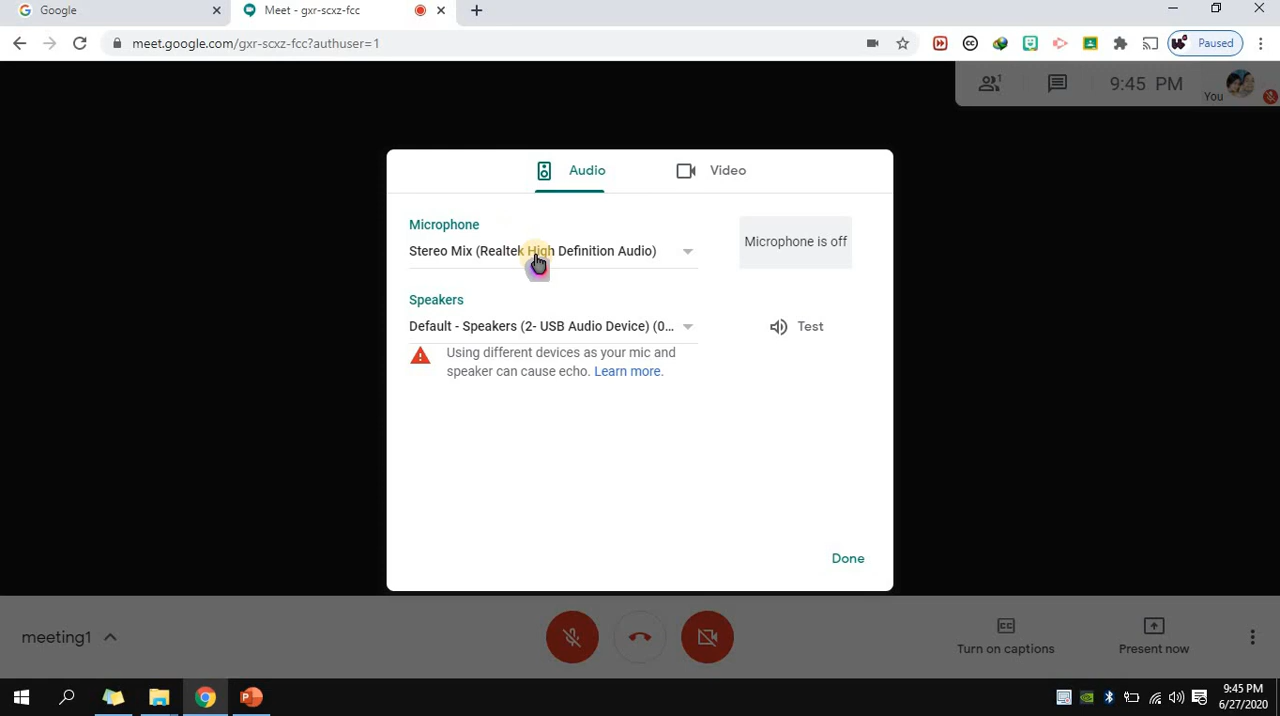 Google
Meet - gxr-scxz-fcc
meet.google.com/gxr-scxz-fcc?authuser=1
Paused
1
9:45 PM
You
Audio
Video
Microphone
Stereo Mix (Realtek High Definition Audio)
Microphone is off
Speakers
Default - Speakers (2- USB Audio Device) (0...
Test
Using different devices as your mic and
speaker can cause echo. Learn more.
Done
meeting1
CC
Turn on captions
Present now
9:45 PM
6/27/2020